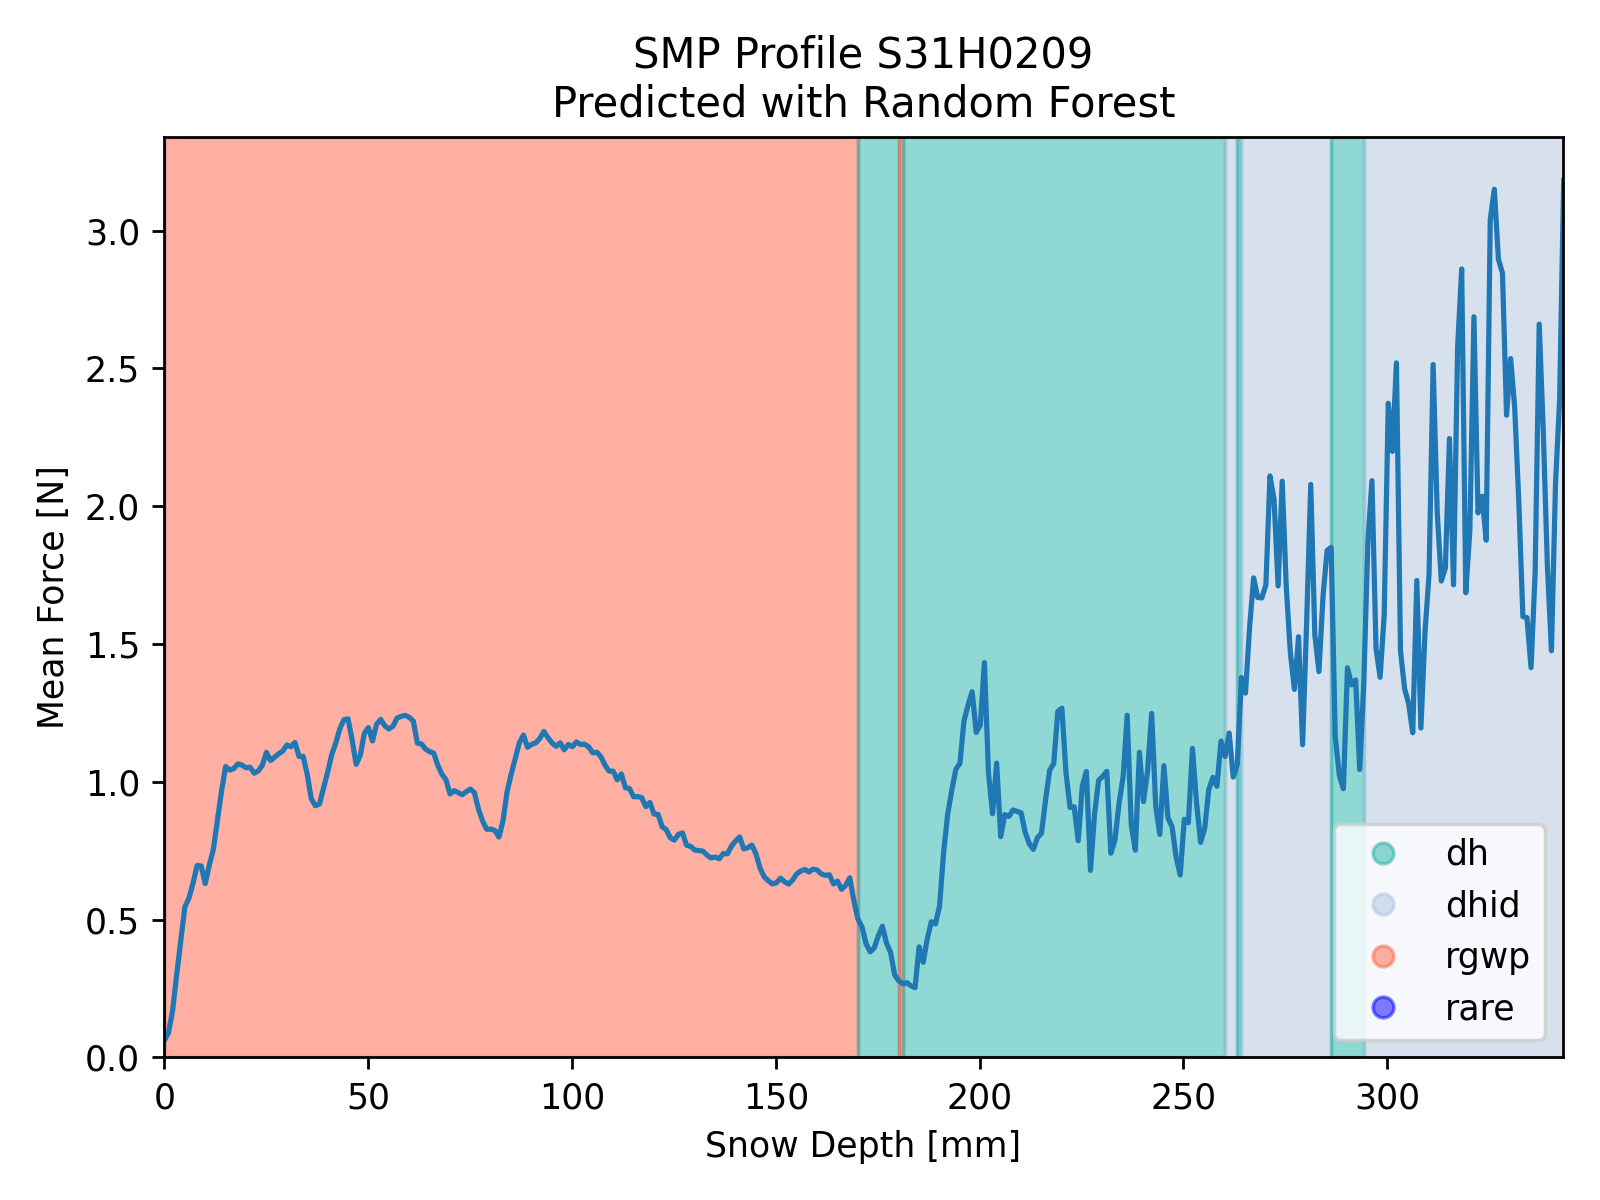 SMP Profile S31H0209
Predicted with Random Forest
Mean Force [N]
3.0
2.5
2.0
1.5
1.0
0.5
0.0
0
50
100
150
200
250
300
Snow Depth [mm]
dh
dhid
rgwp
rare